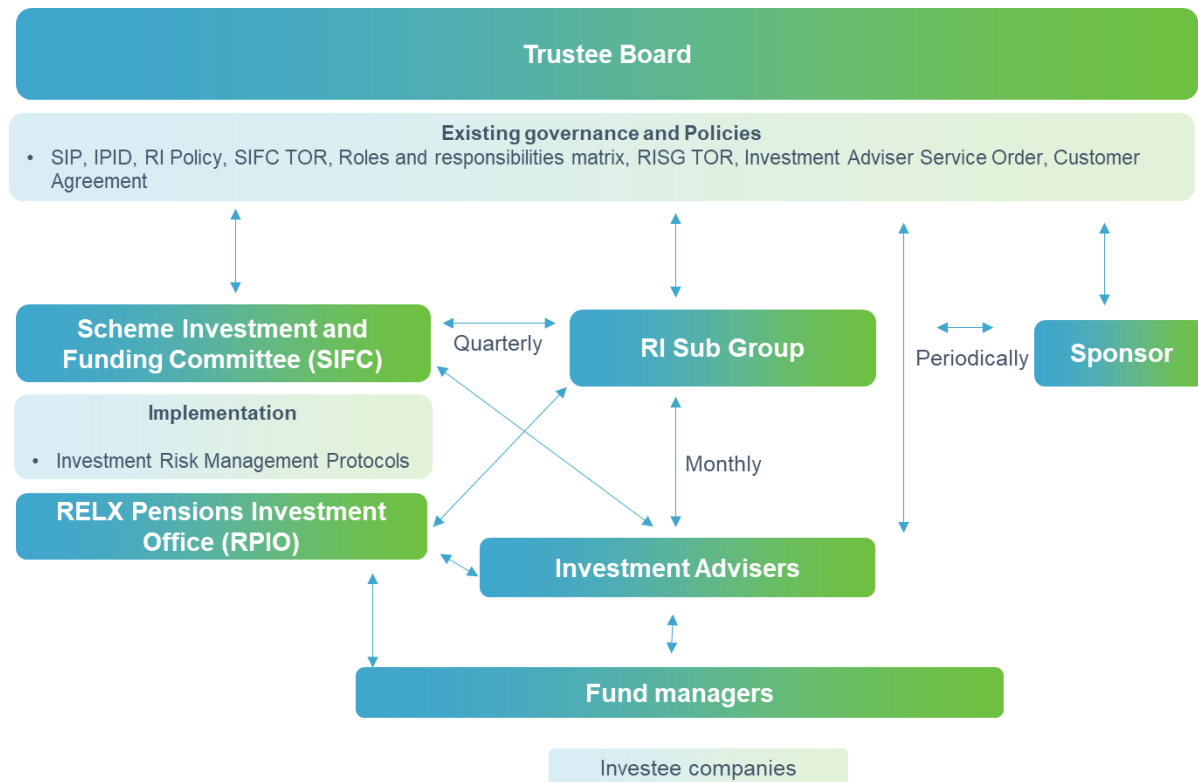 Trustee Board
Existing governance and Policies
• SIP, IPID, RI Policy, SIFC TOR, Roles and responsibilities matrix, RISG TOR, Investment Adviser Service Order, Customer
Agreement
Scheme Investment and
Funding Committee (SIFC)
Quarterly
RI Sub Group
Periodically
Sponsor
Implementation
• Investment Risk Management Protocols
Monthly
RELX Pensions Investment
Office (RPIO)
Investment Advisers
Fund managers
Investee companies